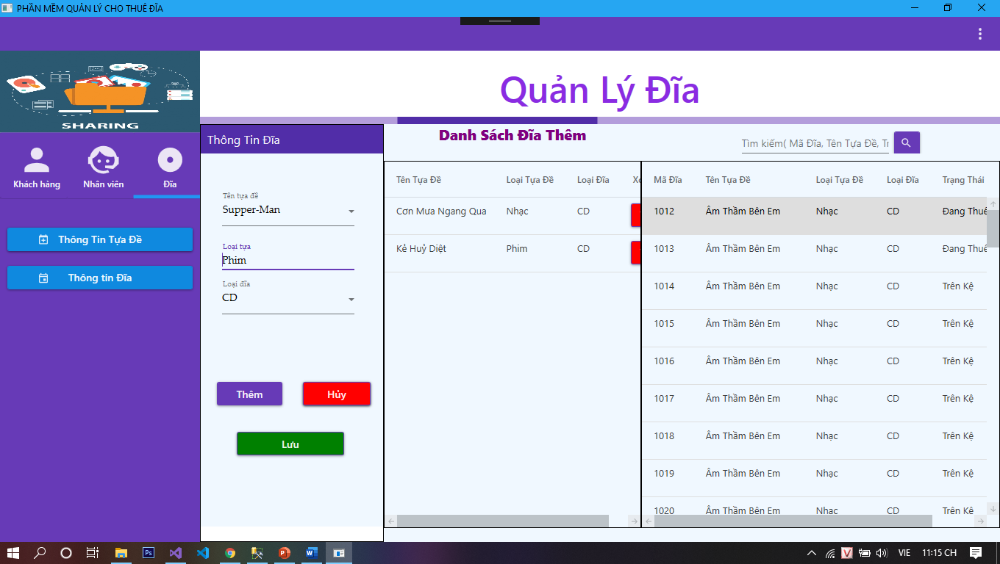 PHẦN MỀM QUẢN LÝ CHO THUÊ ĐĨA
SHARING
Khách hàng Nhân viên Đĩa
Thông Tin Tựa Đề
Thông tin Đĩa
Quản Lý Đĩa
Thông Tin Đĩa
Tên tựa đề
Supper-Man
Loại tựa
Phim
Loại đĩa
CD
Thêm Hủy
Lưu
Danh Sách Đĩa Thêm
Tên Tựa Đề Loại Tựa Đề Loại Đĩa
Cơn Mưa Ngang Qua Nhạc CD
Kẻ Huỷ Diệt Phim CD
Tìm kiếm( Mã Đĩa, Tên Tựa Đề,
Mã Đĩa Tên Tựa Đề Loại Tựa Đề Loại Đĩa Trạng Thái
1012 Âm Thầm Bên Em Nhạc CD Đang Thuê
1013 Âm Thầm Bên Em Nhạc CD Đang Thuê
1014 Âm Thầm Bên Em Nhạc CD Trên Kệ
1015 Âm Thầm Bên Em Nhạc CD Trên Kệ
1016 Âm Thầm Bên Em Nhạc CD Trên Kệ
1017 Âm Thầm Bên Em Nhạc CD Trên Kệ
1018 Âm Thầm Bên Em Nhạc CD Trên Kệ
1019 Âm Thầm Bên Em Nhạc CD Trên Kệ
1020 Âm Thầm Bên Em Nhạc CD Trên Kệ
Ps VIE 11:15 CH